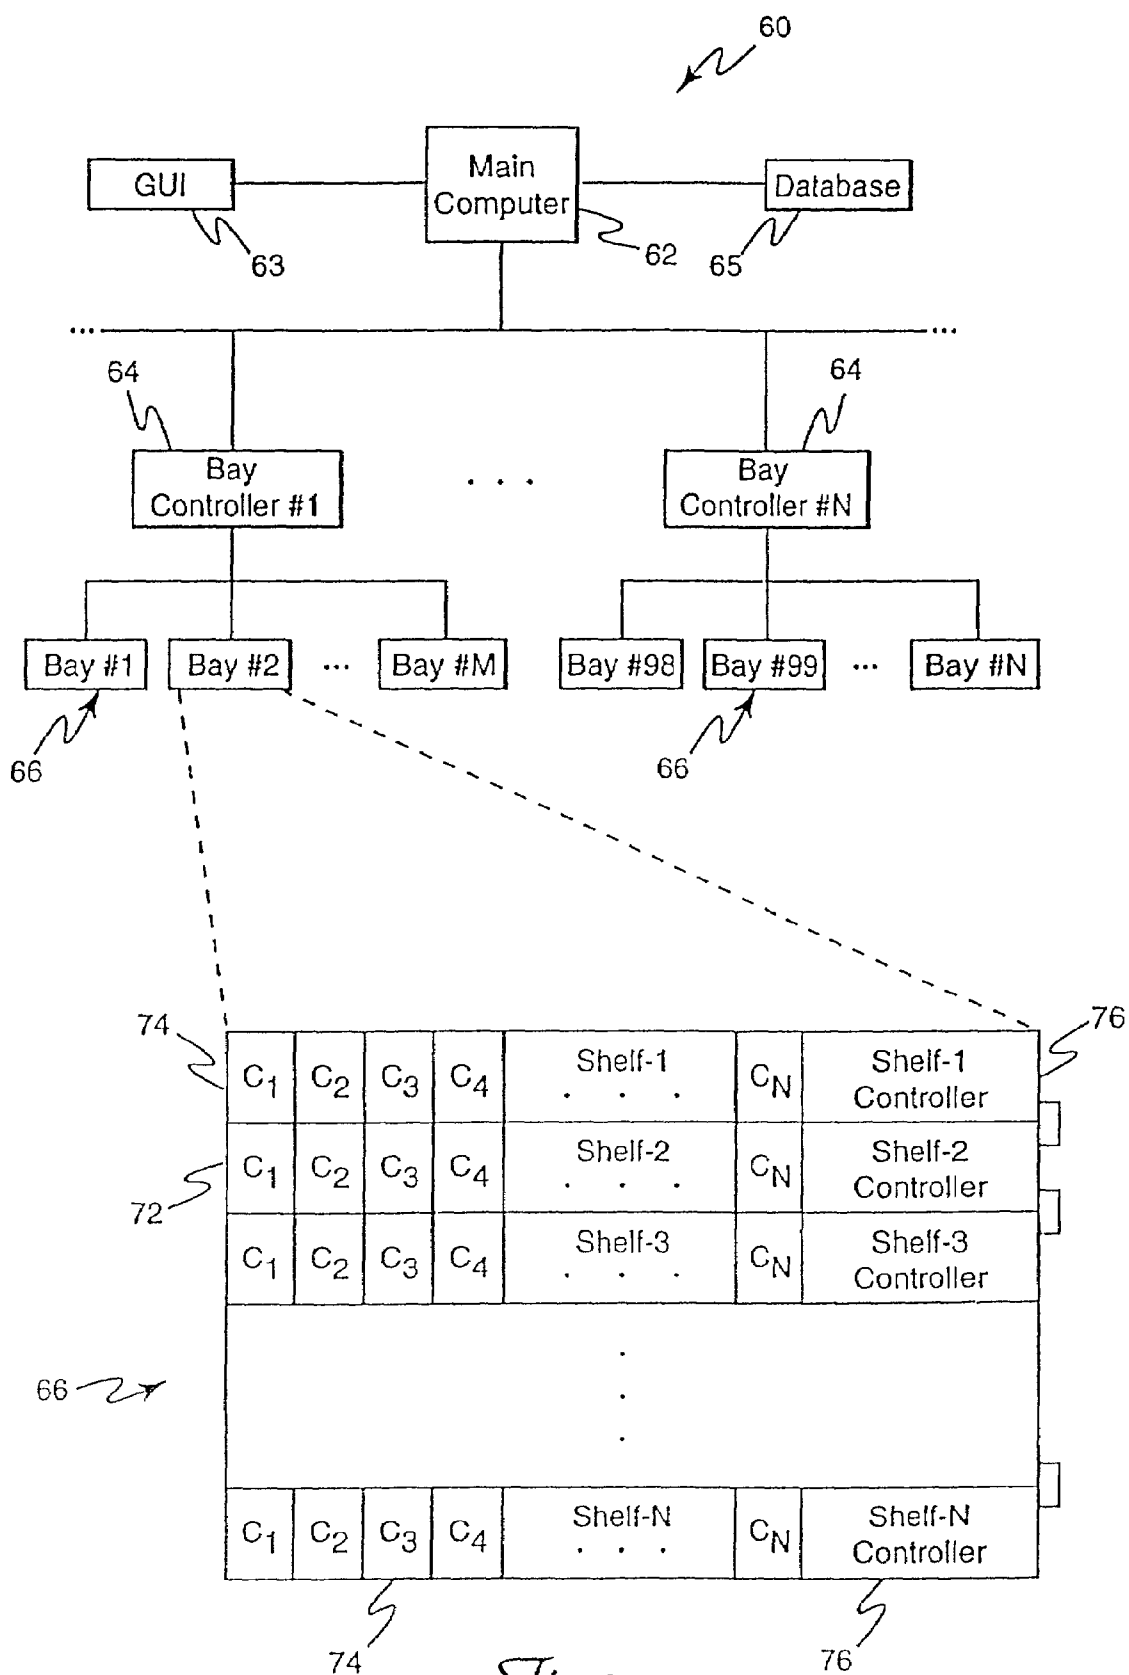 60
GUI
Main
Computer
Database
63
62
65
...
...
64
64
Bay
Controller #1
. . .
Bay
Controller #N
Bay #1
Bay #2
...
Bay #M
Bay #98
Bay #99
...
Bay #N
66
66
74
76
C1 C2 C3 C4 Shelf-1 . . . CN Shelf-1
Controller
72
C1 C2 C3 C4 Shelf-2 . . . CN Shelf-2
Controller
C1 C2 C3 C4 Shelf-3 . . . CN Shelf-3
Controller
66
C1 C2 C3 C4 Shelf-N . . . CN Shelf-N
Controller
74
76